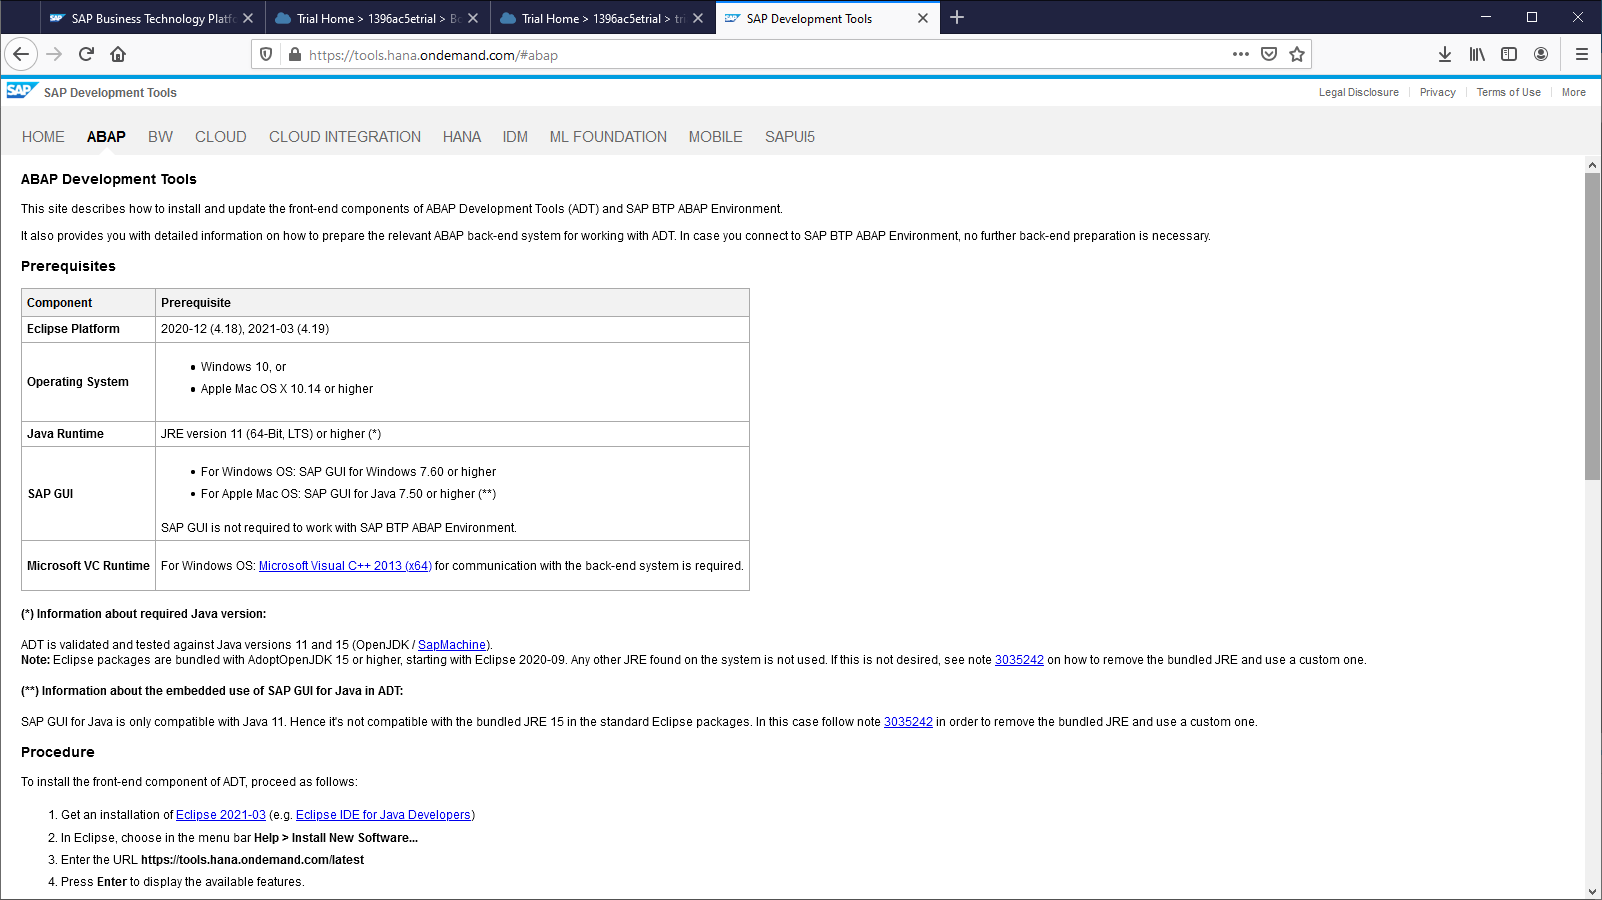 SAP Business Technology Platf
Trial Home > 1396ac5etrial >
Trial Home > 1396ac5etrial >
SAP Development Tools
https://tools.hana.ondemand.com/#abap
SAP
SAP Development Tools
Legal Disclosure
Privacy
Terms of Use
More
HOME
ABAP
BW
CLOUD
CLOUD INTEGRATION
HANA
IDM
ML FOUNDATION
MOBILE
SAPUI5
ABAP Development Tools
This site describes how to install and update the front-end components of ABAP Development Tools (ADT) and SAP BTP ABAP Environment.
It also provides you with detailed information on how to prepare the relevant ABAP back-end system for working with ADT. In case you connect to SAP BTP ABAP Environment, no further back-end preparation is necessary.
Prerequisites
Component Prerequisite
Eclipse Platform 2020-12 (4.18), 2021-03 (4.19)
Operating System
• Windows 10, or
• Apple Mac OS X 10.14 or higher
Java Runtime JRE version 11 (64-Bit, LTS) or higher (*)
SAP GUI
• For Windows OS: SAP GUI for Windows 7.60 or higher
• For Apple Mac OS: SAP GUI for Java 7.50 or higher (**)
SAP GUI is not required to work with SAP BTP ABAP Environment.
Microsoft VC Runtime For Windows OS: Microsoft Visual C++ 2013 (x64) for communication with the back-end system is required.
(*) Information about required Java version:
ADT is validated and tested against Java versions 11 and 15 (OpenJDK / SapMachine).
Note: Eclipse packages are bundled with AdoptOpenJDK 15 or higher, starting with Eclipse 2020-09. Any other JRE found on the system is not used. If this is not desired, see note 3035242 on how to remove the bundled JRE and use a custom one.
(**) Information about the embedded use of SAP GUI for Java in ADT:
SAP GUI for Java is only compatible with Java 11. Hence it's not compatible with the bundled JRE 15 in the standard Eclipse packages. In this case follow note 3035242 in order to remove the bundled JRE and use a custom one.
Procedure
To install the front-end component of ADT, proceed as follows:
1. Get an installation of Eclipse 2021-03 (e.g. Eclipse IDE for Java Developers)
2. In Eclipse, choose in the menu bar Help > Install New Software...
3. Enter the URL https://tools.hana.ondemand.com/latest
4. Press Enter to display the available features.